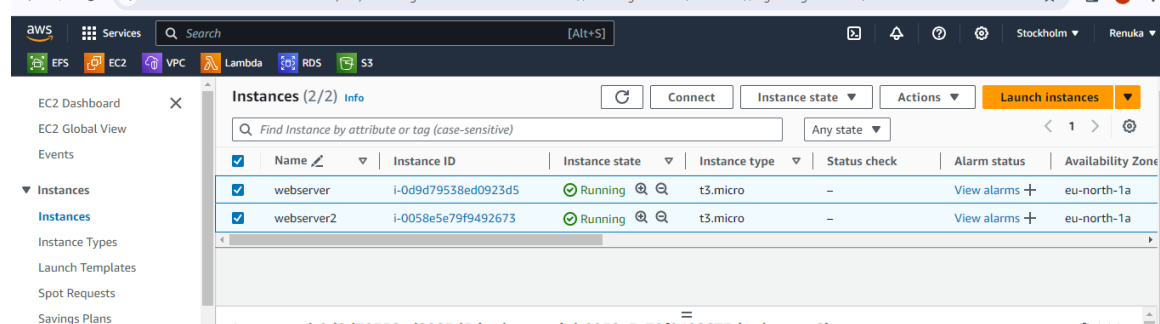 aws Services Search [Alt+S] Stockholm ▼ Renuka ▼
EFS EC2 VPC Lambda RDS S3
EC2 Dashboard
EC2 Global View
Events
▼ Instances
Instances
Instance Types
Launch Templates
Spot Requests
Savings Plans
Instances (2/2) Info Connect Instance state ▼ Actions ▼ Launch instances ▼
Find Instance by attribute or tag (case-sensitive) Any state ▼ 1
Name Instance ID Instance state Instance type Status check Alarm status Availability Zone
webserver i-0d9d79538ed0923d5 Running t3.micro – View alarms + eu-north-1a
webserver2 i-0058e5e79f9492673 Running t3.micro – View alarms + eu-north-1a